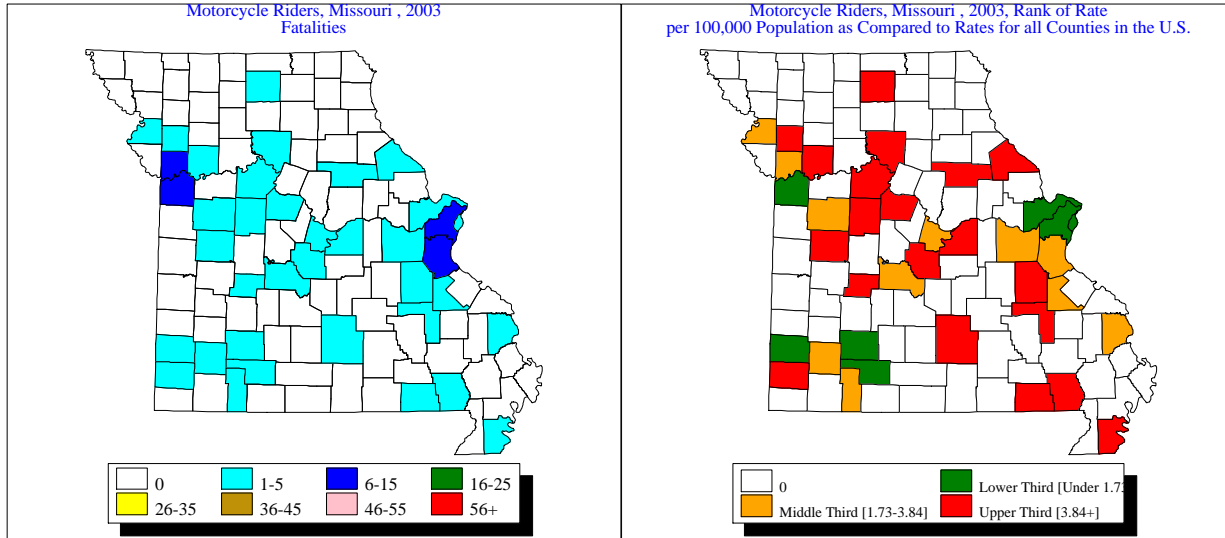 Motorcycle Riders, Missouri , 2003
Fatalities
0
1-5
6-15
16-25
26-35
36-45
46-55
56+
Motorcycle Riders, Missouri , 2003, Rank of Rate
per 100,000 Population as Compared to Rates for all Counties in the U.S.
0
Lower Third [Under 1.73
Middle Third [1.73-3.84]
Upper Third [3.84+]